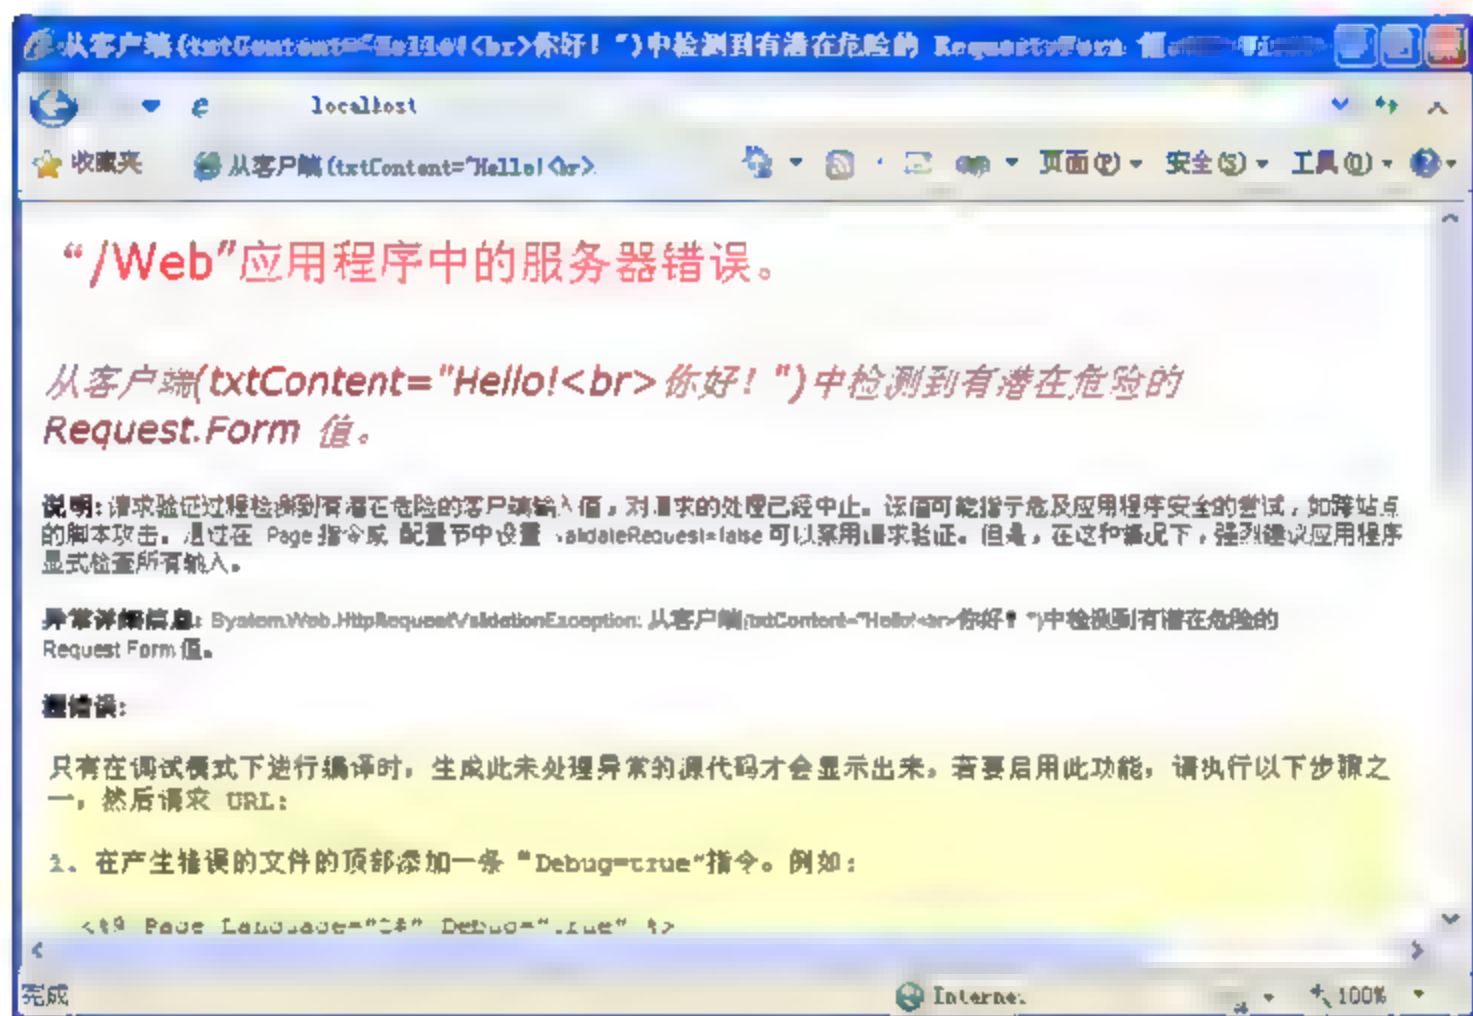 从客户端(txtContent="Hello!<br>你好！")中检测到有潜在危险的 Request.Form 值
localhost
收藏夹 从客户端(txtContent="Hello!<br> 页面(P) 安全(S) 工具(O)
“/Web”应用程序中的服务器错误。
从客户端(txtContent="Hello!<br>你好！")中检测到有潜在危险的
Request.Form 值。
说明: 请求验证过程检测到有潜在危险的客户端输入值，对请求的处理已经中止。该值可能指示危及应用程序安全的尝试，如跨站点
的脚本攻击。通过在 Page 指令或 配置节中设置 validateRequest=false 可以禁用请求验证。但是，在这种情况下，强烈建议应用程序
显式检查所有输入。
异常详细信息: System.Web.HttpRequestValidationException: 从客户端(txtContent="Hello!<br>你好！")中检测到有潜在危险的
Request.Form 值。
源错误:
只有在调试模式下进行编译时，生成此未处理异常的源代码才会显示出来。若要启用此功能，请执行以下步骤之
一，然后请求 URL:
1. 在产生错误的文件的顶部添加一条“Debug=true”指令。例如:
<%@ Page Language="C#" Debug="true" %>
完成 Internet 100%